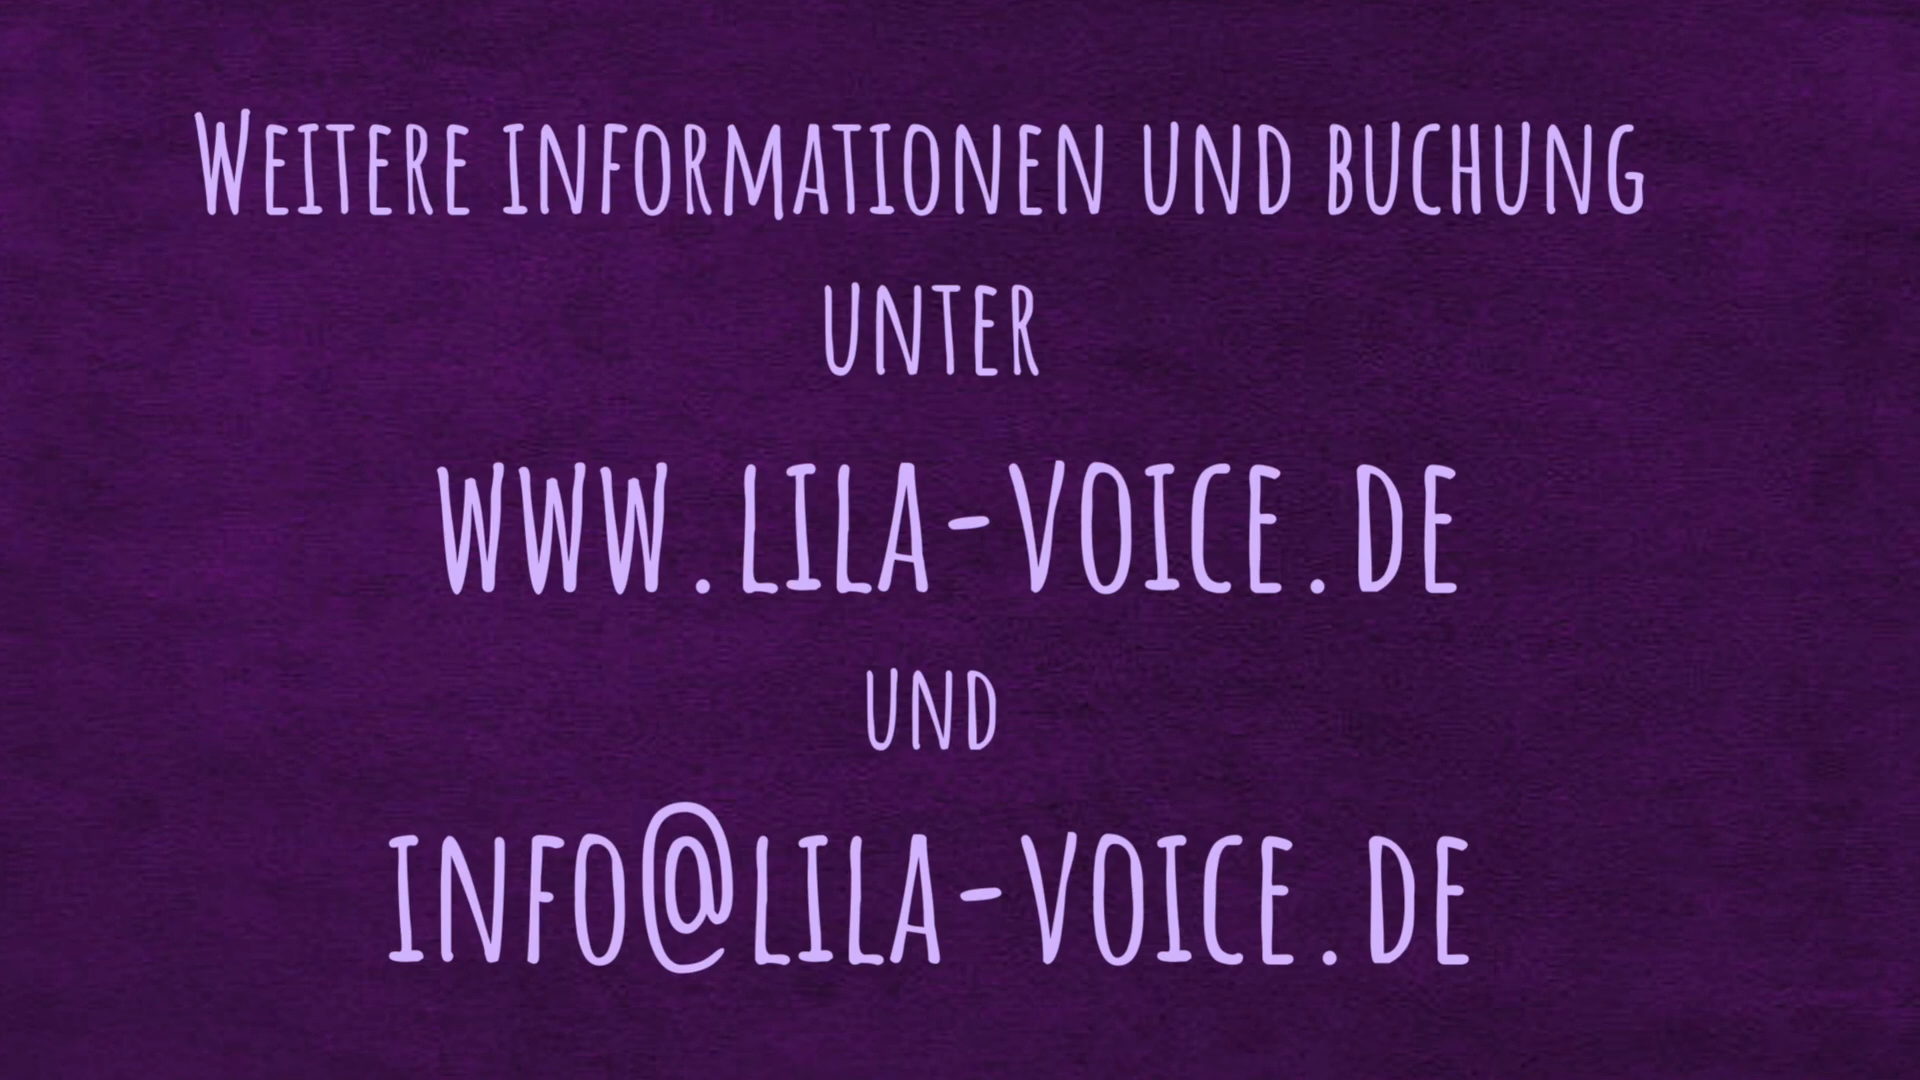 Weitere informationen und buchung
unter
www.lila-voice.de
und
info@lila-voice.de